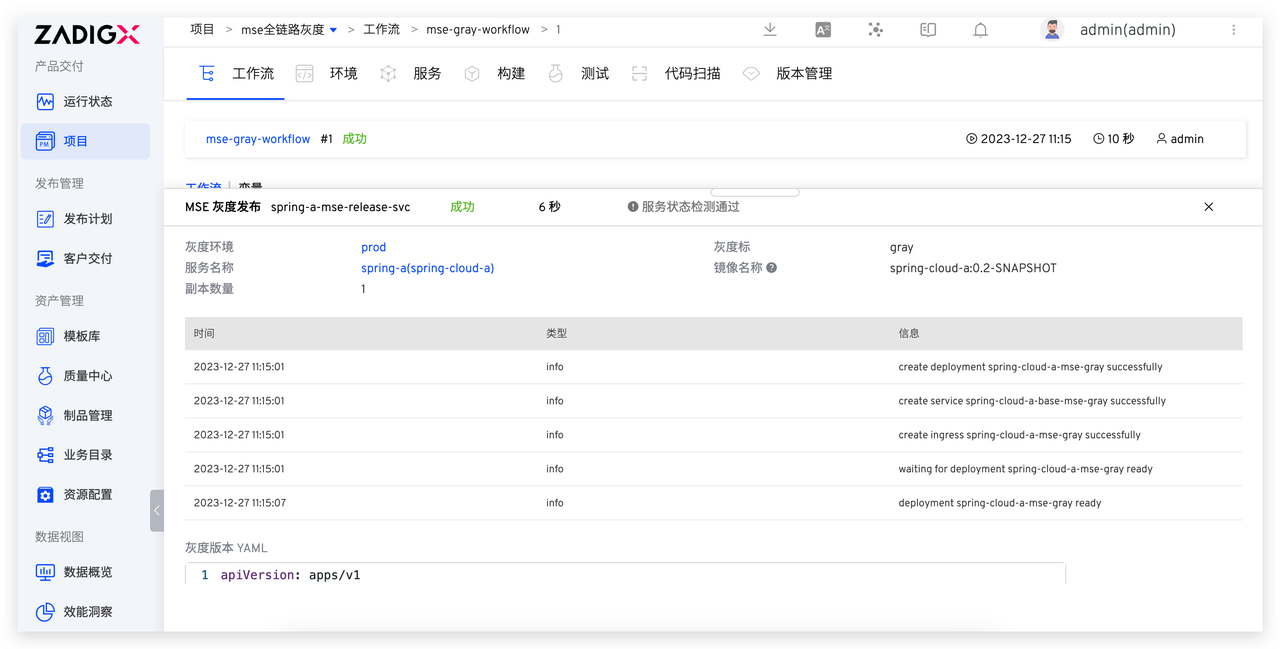 ZADIGX
项目 > mse全链路灰度 > 工作流 > mse-gray-workflow > 1
admin(admin)
产品交付
运行状态
项目
发布管理
发布计划
客户交付
资产管理
模板库
质量中心
制品管理
业务目录
资源配置
数据视图
数据概览
效能洞察
工作流 环境 服务 构建 测试 代码扫描 版本管理
mse-gray-workflow #1 成功 2023-12-27 11:15 10 秒 admin
工作流 | 变量
MSE 灰度发布 spring-a-mse-release-svc 成功 6 秒 服务状态检测通过
灰度环境 prod 灰度标 gray
服务名称 spring-a(spring-cloud-a) 镜像名称 spring-cloud-a:0.2-SNAPSHOT
副本数量 1
时间 类型 信息
2023-12-27 11:15:01 info create deployment spring-cloud-a-mse-gray successfully
2023-12-27 11:15:01 info create service spring-cloud-a-base-mse-gray successfully
2023-12-27 11:15:01 info create ingress spring-cloud-a-mse-gray successfully
2023-12-27 11:15:01 info waiting for deployment spring-cloud-a-mse-gray ready
2023-12-27 11:15:07 info deployment spring-cloud-a-mse-gray ready
灰度版本 YAML
1 apiVersion: apps/v1